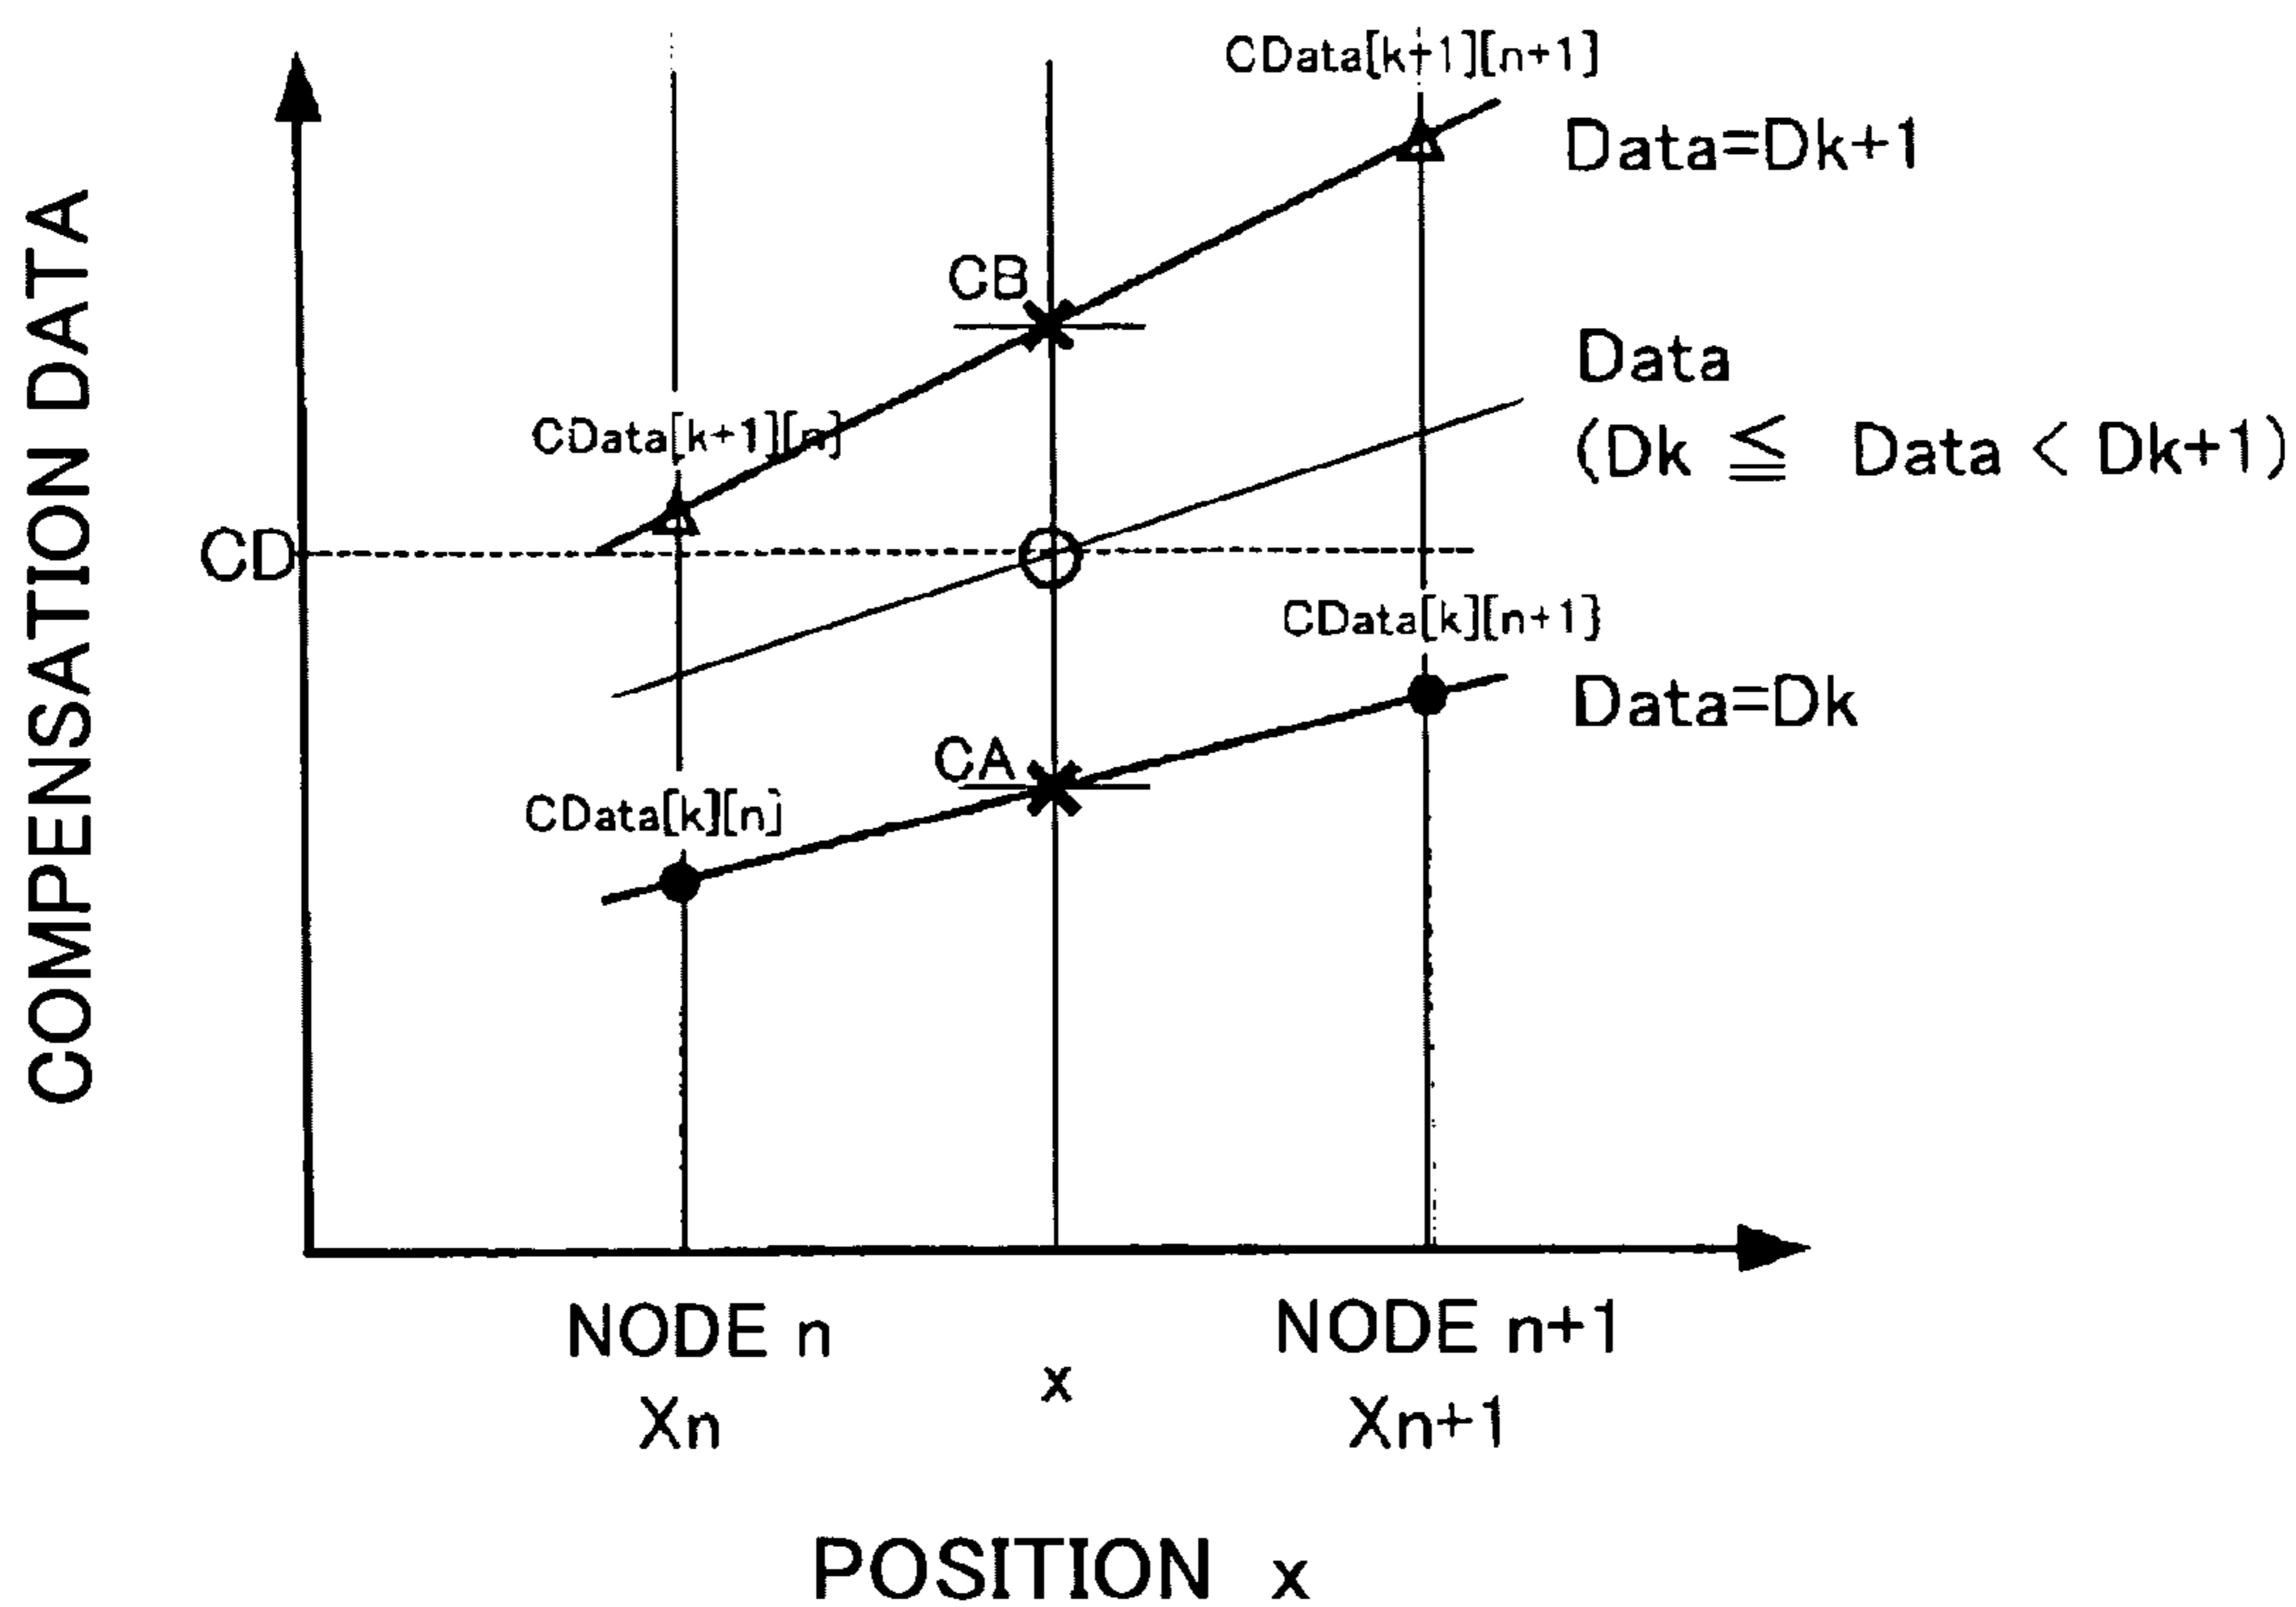 COMPENSATION DATA
CData[k+1][n+1]
Data=Dk+1
CB
Data
(Dk ≦ Data < Dk+1)
CData[k+1][n]
CD
CData[k][n+1]
Data=Dk
CA
CData[k][n]
NODE n
NODE n+1
x
Xn
Xn+1
POSITION x